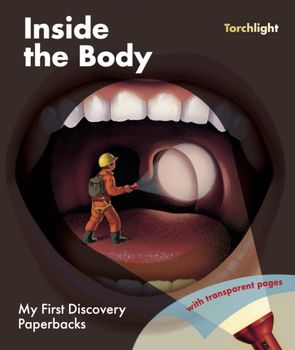 Inside
the Body
Torchlight
My First Discovery
Paperbacks
with transparent pages